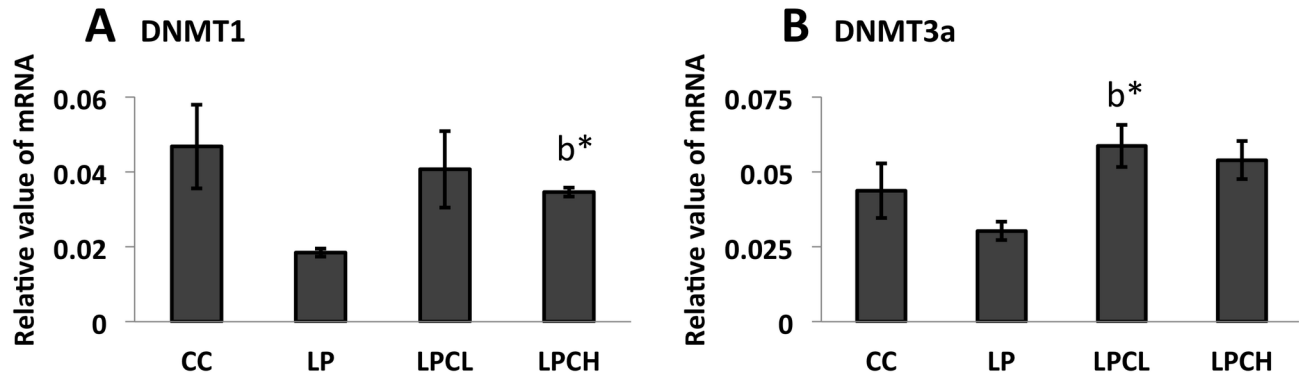 A DNMT1
Relative value of mRNA
0.06
0.04
0.02
0
b*
CC LP LPCL LPCH
B DNMT3a
Relative value of mRNA
0.075
0.05
0.025
0
b*
CC LP LPCL LPCH